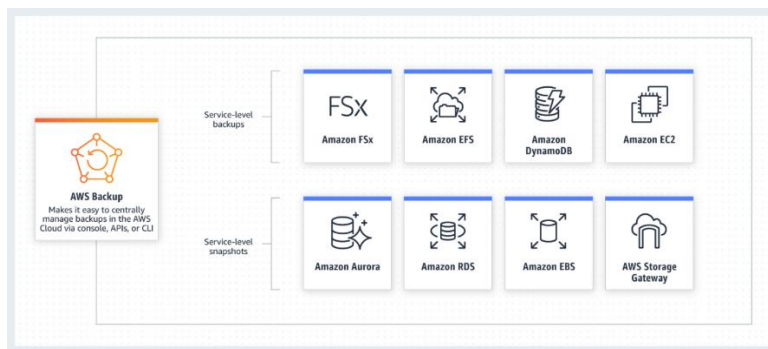 AWS Backup
Makes it easy to centrally
manage backups in the AWS
Cloud via console, APIs, or CLI
Service-level
backups
FSx
Amazon FSx
Amazon EFS
Amazon
DynamoDB
Amazon EC2
Service-level
snapshots
Amazon Aurora
Amazon RDS
Amazon EBS
AWS Storage
Gateway